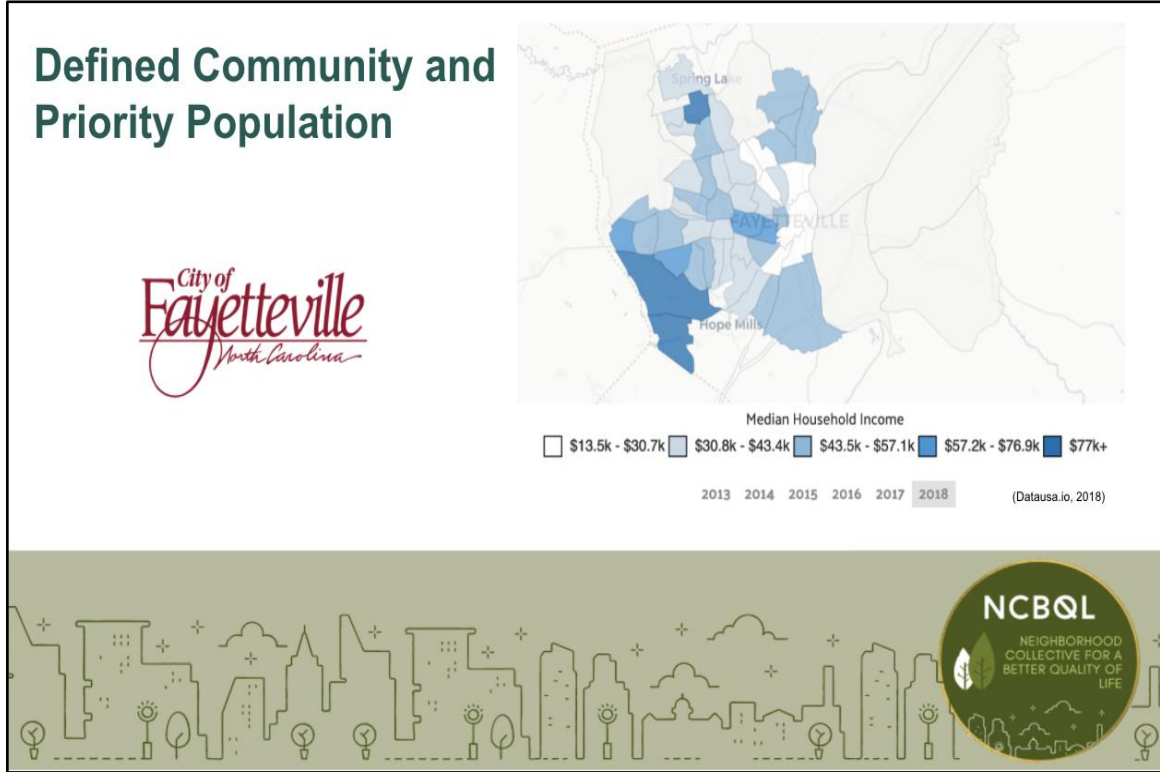 Defined Community and
Priority Population
City of
Fayetteville
North Carolina
Spring Lake
FAYETTEVILLE
Hope Mills
Median Household Income
$13.5k - $30.7k $30.8k - $43.4k $43.5k - $57.1k $57.2k - $76.9k $77k+
2013 2014 2015 2016 2017 2018 (Datausa.io, 2018)
NCBQL
NEIGHBORHOOD
COLLECTIVE FOR A
BETTER QUALITY OF
LIFE